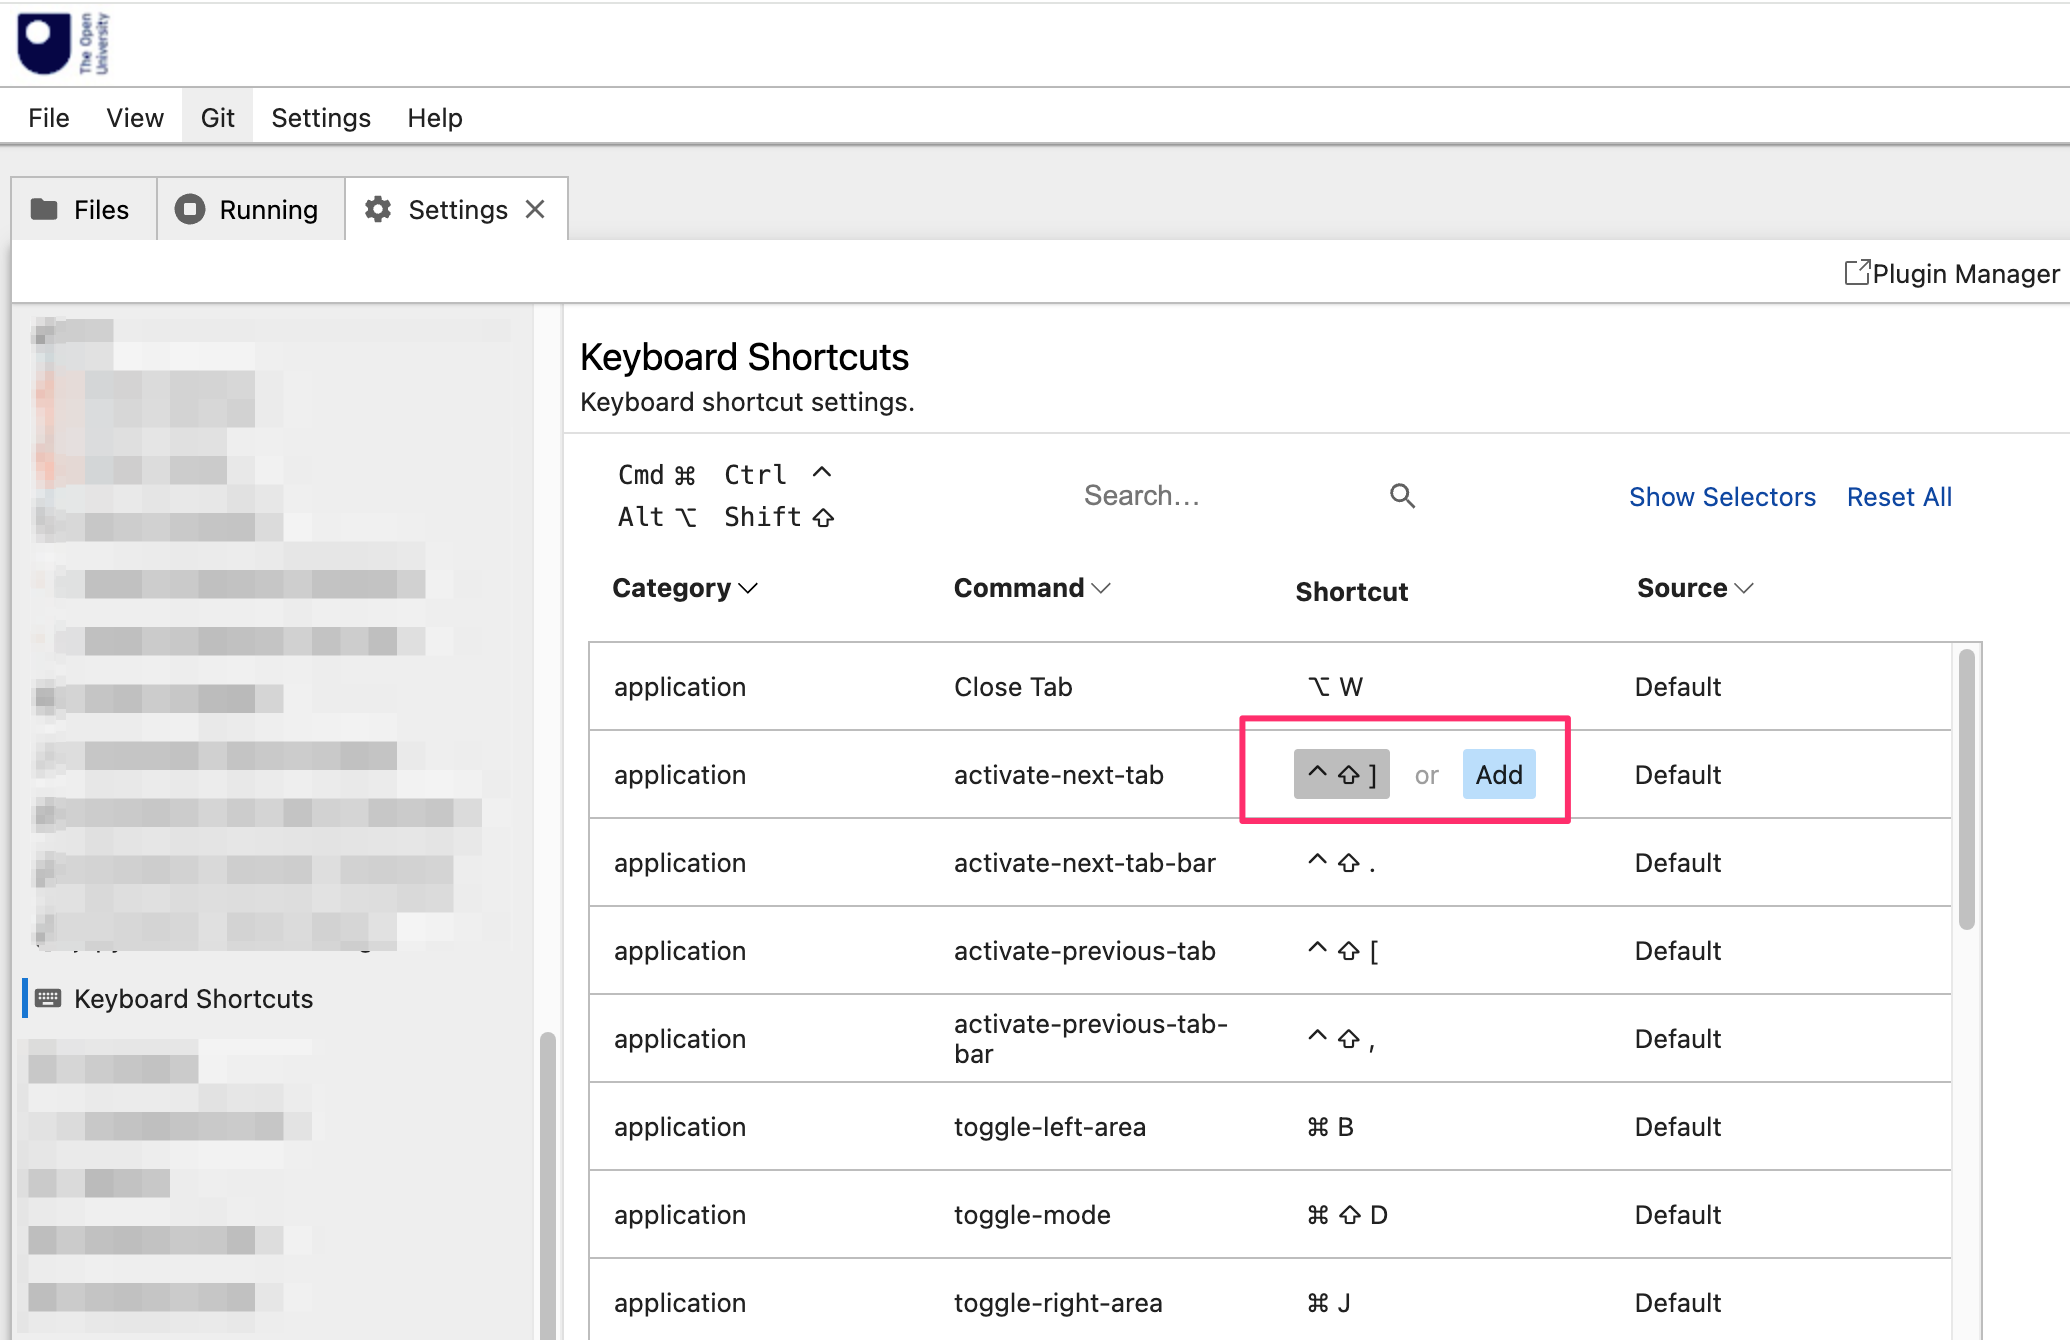 The Open
University
File View Git Settings Help
Files Running Settings
Plugin Manager
Keyboard Shortcuts
Keyboard shortcut settings.
Cmd ⌘ Ctrl ^
Alt ⌥ Shift ⇧
Search...
Show Selectors Reset All
Category Command Shortcut Source
application Close Tab ⌥ W Default
application activate-next-tab ^ ⇧ ] or Add Default
application activate-next-tab-bar ^ ⇧ . Default
application activate-previous-tab ^ ⇧ [ Default
application activate-previous-tab-
bar ^ ⇧ , Default
application toggle-left-area ⌘ B Default
application toggle-mode ⌘ ⇧ D Default
application toggle-right-area ⌘ J Default
Keyboard Shortcuts